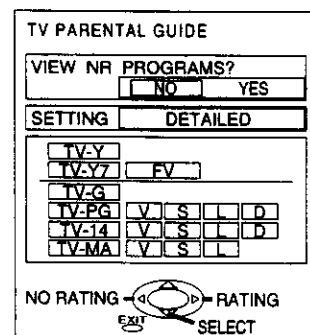 TV PARENTAL GUIDE
VIEW NR PROGRAMS?
NO YES
SETTING DETAILED
TV-Y
TV-Y7 FV
TV-G
TV-PG V S L D
TV-14 V S L D
TV-MA V S L
NO RATING RATING
EXIT SELECT